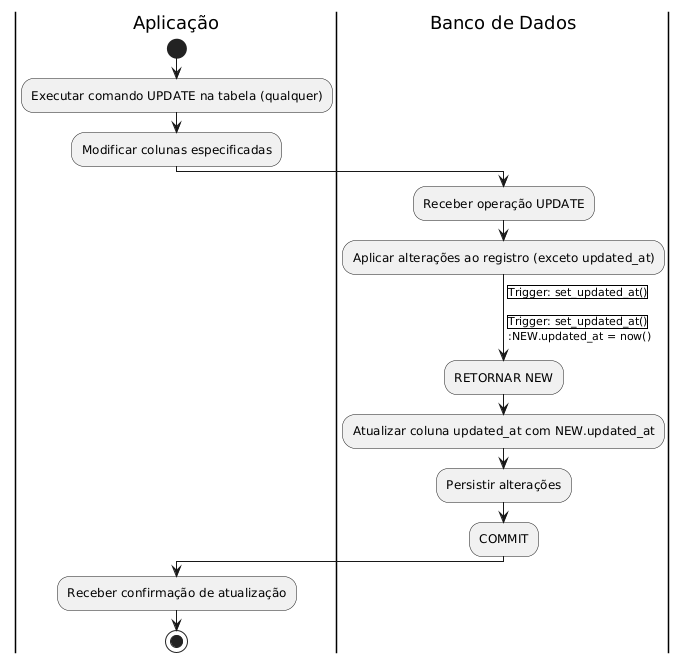 Aplicação
Banco de Dados
Executar comando UPDATE na tabela (qualquer)
Modificar colunas especificadas
Receber operação UPDATE
Aplicar alterações ao registro (exceto updated_at)
Trigger: set_updated_at()
Trigger: set_updated_at()
:NEW.updated_at = now()
RETORNAR NEW
Atualizar coluna updated_at com NEW.updated_at
Persistir alterações
COMMIT
Receber confirmação de atualização